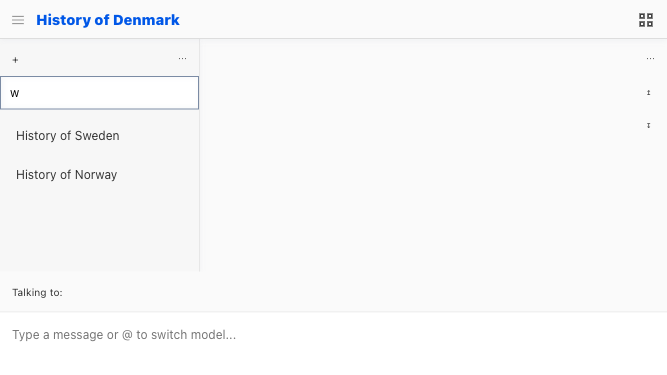 History of Denmark
+
...
...
w
History of Sweden
History of Norway
Talking to:
Type a message or @ to switch model...